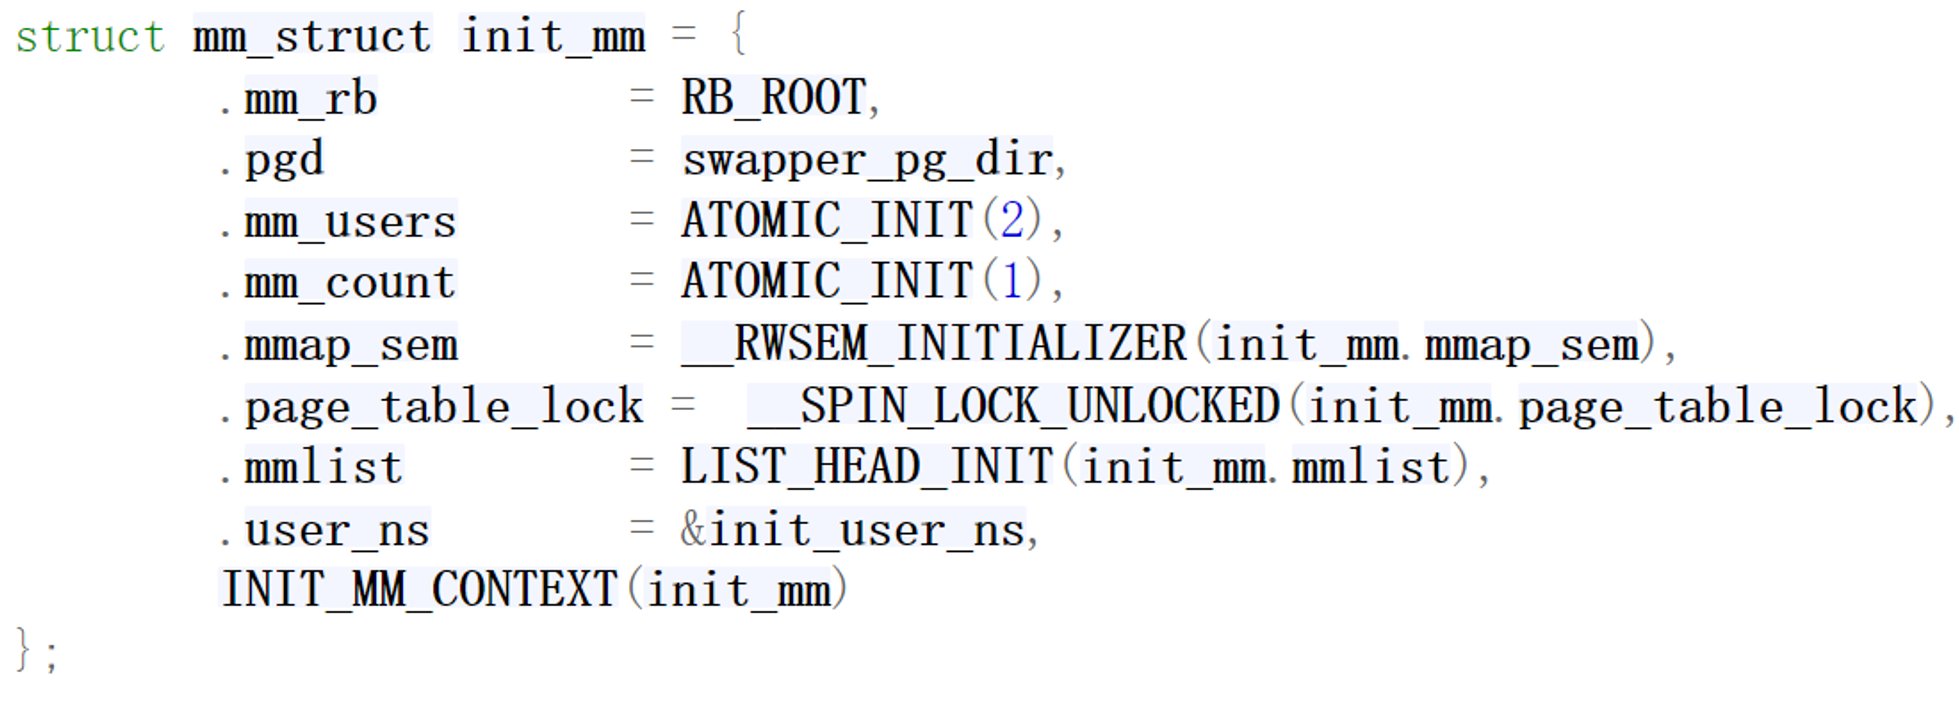 struct mm_struct init_mm = {
.mm_rb = RB_ROOT,
.pgd = swapper_pg_dir,
.mm_users = ATOMIC_INIT(2),
.mm_count = ATOMIC_INIT(1),
.mmap_sem = __RWSEM_INITIALIZER(init_mm.mmap_sem),
.page_table_lock = __SPIN_LOCK_UNLOCKED(init_mm.page_table_lock),
.mmlist = LIST_HEAD_INIT(init_mm.mmlist),
.user_ns = &init_user_ns,
INIT_MM_CONTEXT(init_mm)
};